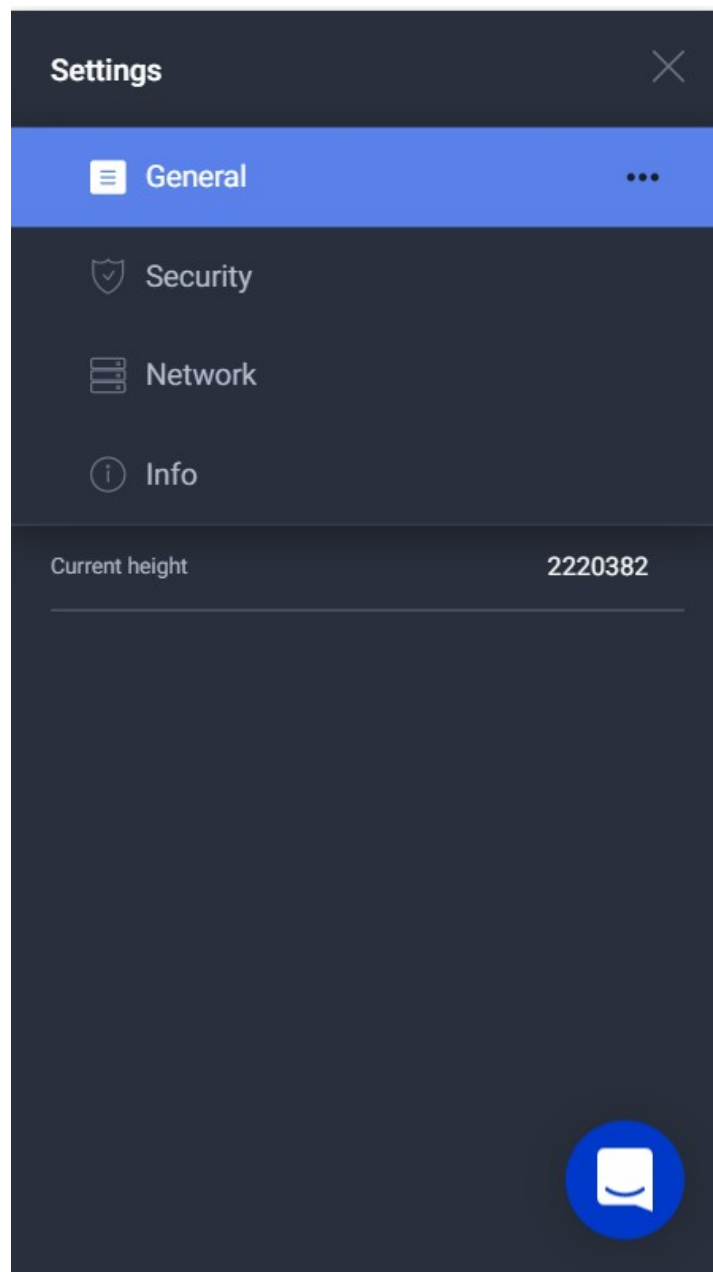 Settings
General
Security
Network
Info
Current height 2220382